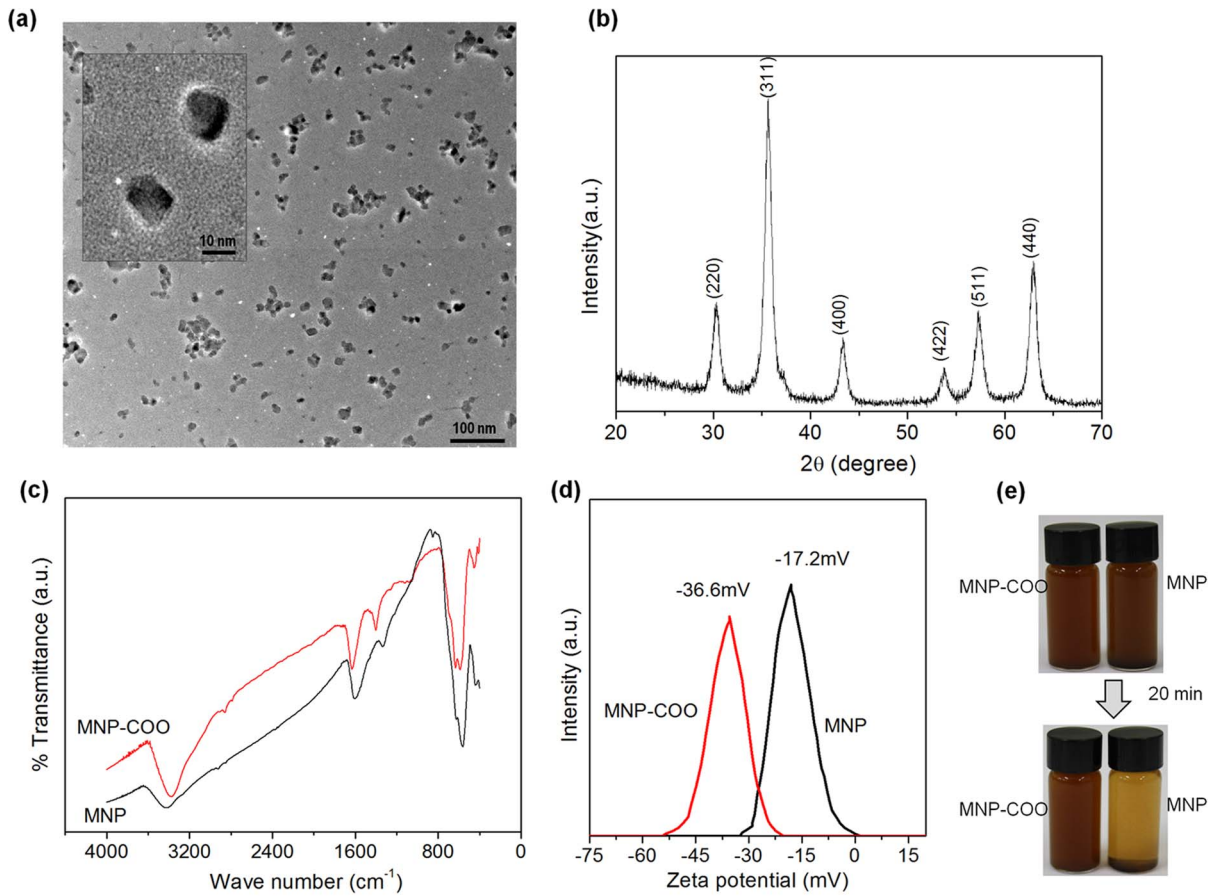 (a)
10 nm
100 nm
(b)
Intensity(a.u.)
(220)
(311)
(400)
(422)
(511)
(440)
20 30 40 50 60 70
2θ (degree)
(c)
% Transmittance (a.u.)
MNP-COO
MNP
4000 3200 2400 1600 800 0
Wave number (cm⁻¹)
(d)
Intensity (a.u.)
-36.6mV
-17.2mV
MNP-COO
MNP
-75 -60 -45 -30 -15 0 15
Zeta potential (mV)
(e)
MNP-COO
MNP
20 min
MNP-COO
MNP